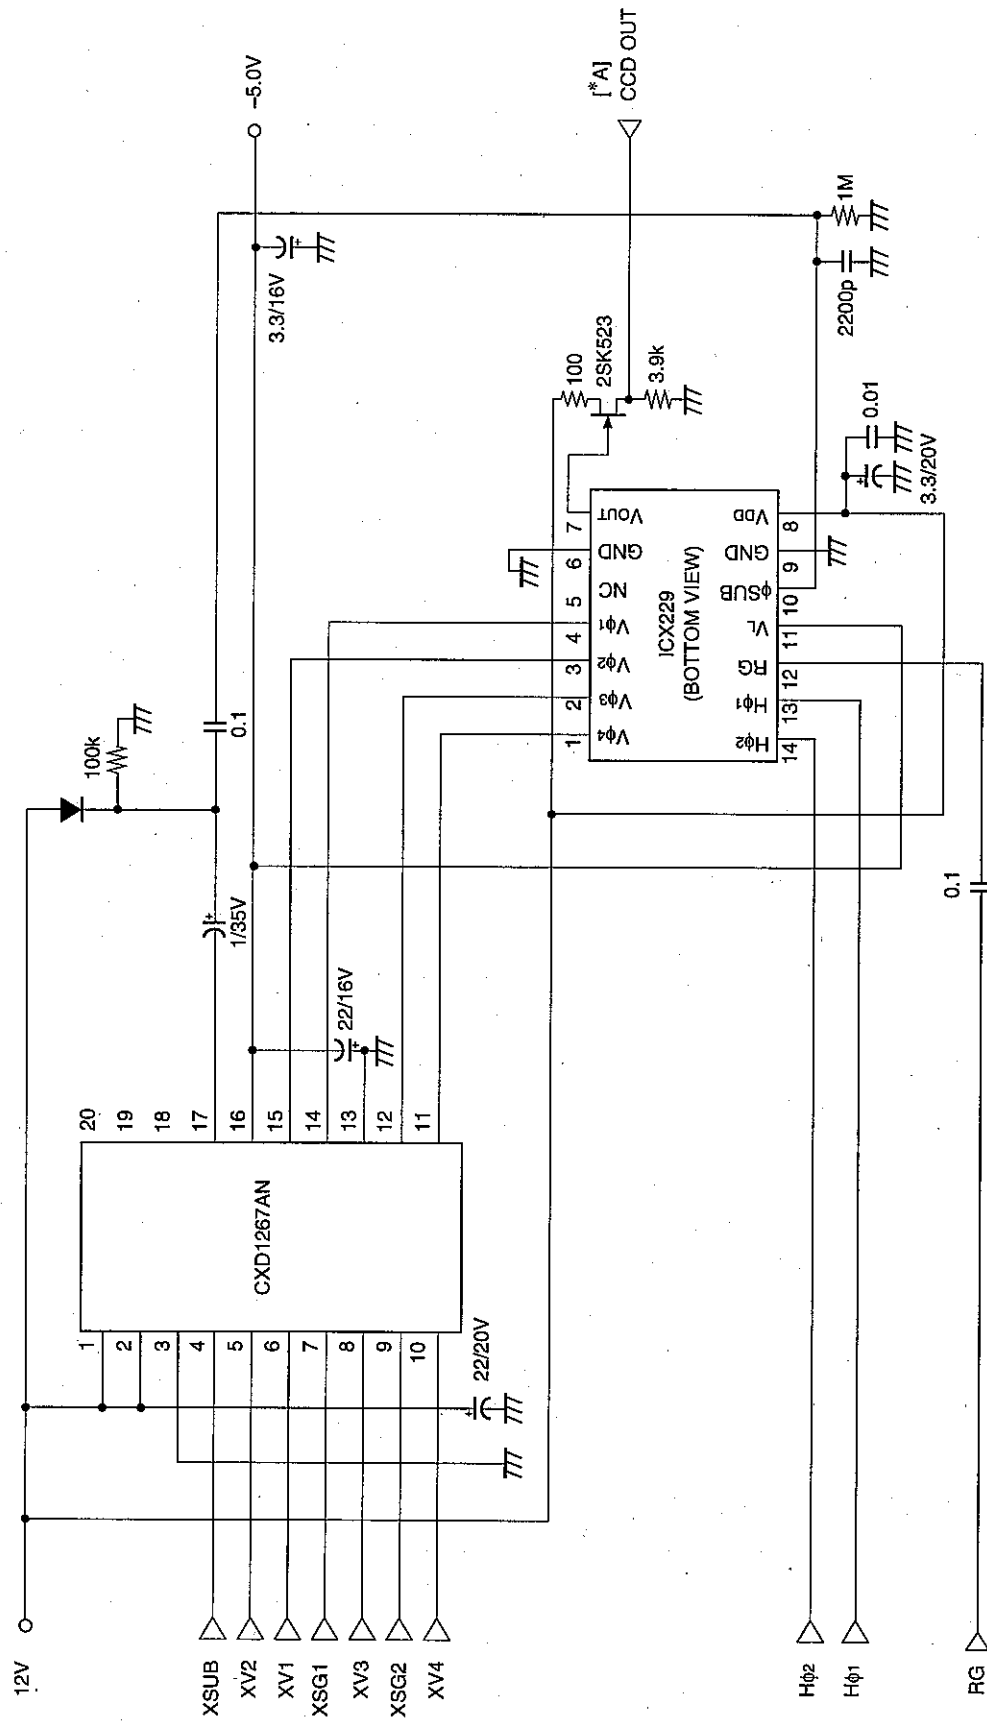 12V
XSUB
XV2
XV1
XSG1
XV3
XSG2
XV4
Hϕ2
Hϕ1
RG
1
2
3
4
5
6
7
8
9
10
22/20V
CXD1267AN
20
19
18
17
16
15
14
13
12
11
22/16V
1/35V
100k
0.1
3.3/16V
–5.0V
[*A]
CCD OUT
100
2SK523
3.9k
1M
2200p
0.01
3.3/20V
0.1
ICX229
(BOTTOM VIEW)
1
2
3
4
5
6
7
Vϕ4
Vϕ3
Vϕ2
Vϕ1
NC
GND
VOUT
Hϕ2
Hϕ1
RG
VL
ϕSUB
GND
VDD
14
13
12
11
10
9
8